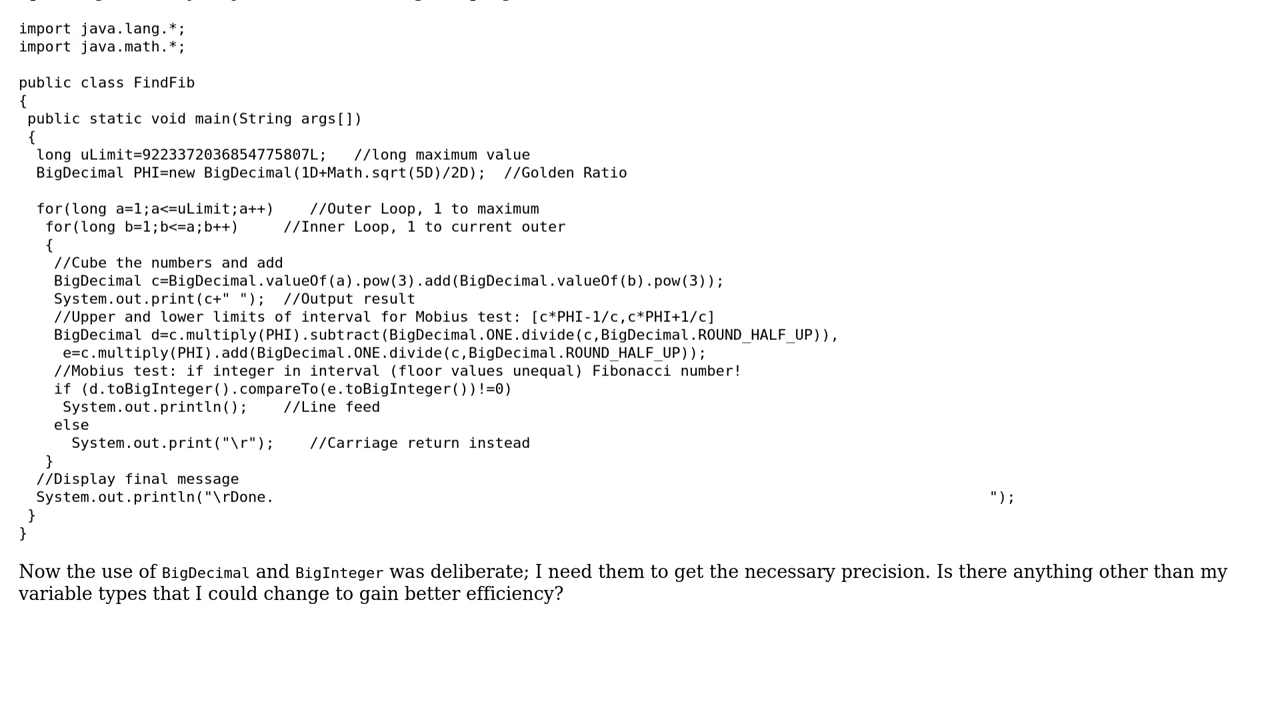 import java.lang.*;
import java.math.*;

public class FindFib
{
 public static void main(String args[])
 {
  long uLimit=9223372036854775807L;   //long maximum value
  BigDecimal PHI=new BigDecimal(1D+Math.sqrt(5D)/2D);  //Golden Ratio

  for(long a=1;a<=uLimit;a++)    //Outer Loop, 1 to maximum
   for(long b=1;b<=a;b++)     //Inner Loop, 1 to current outer
   {
    //Cube the numbers and add
    BigDecimal c=BigDecimal.valueOf(a).pow(3).add(BigDecimal.valueOf(b).pow(3));
    System.out.print(c+" ");  //Output result
    //Upper and lower limits of interval for Mobius test: [c*PHI-1/c,c*PHI+1/c]
    BigDecimal d=c.multiply(PHI).subtract(BigDecimal.ONE.divide(c,BigDecimal.ROUND_HALF_UP)),
     e=c.multiply(PHI).add(BigDecimal.ONE.divide(c,BigDecimal.ROUND_HALF_UP));
    //Mobius test: if integer in interval (floor values unequal) Fibonacci number!
    if (d.toBigInteger().compareTo(e.toBigInteger())!=0)
     System.out.println();    //Line feed
    else
      System.out.print("\r");    //Carriage return instead
   }
  //Display final message
  System.out.println("\rDone.                                                                                  ");
 }
}

Now the use of BigDecimal and BigInteger was deliberate; I need them to get the necessary precision. Is there anything other than my
variable types that I could change to gain better efficiency?